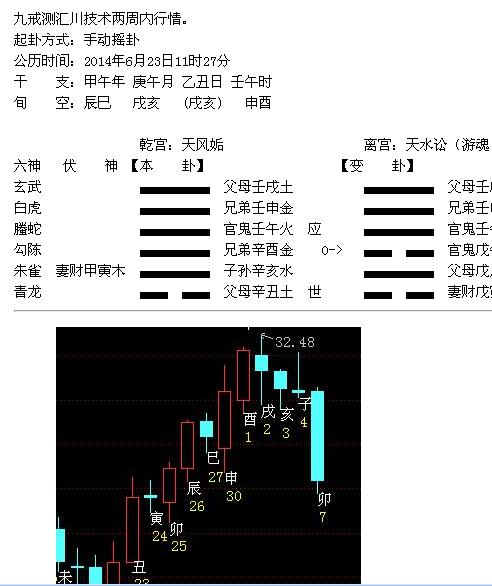 九戒测汇川技术两周内行情。
起卦方式：手动摇卦
公历时间：2014年6月23日11时27分
干　　支：甲午年 庚午月 乙丑日 壬午时
旬　　空：辰巳　戌亥　（戌亥）　申酉
乾宫：天风姤　离宫：天水讼（游魂
六神　伏　神　【本　卦】　【变　卦】
玄武　父母壬戌土　父母壬
白虎　兄弟壬申金　兄弟壬
螣蛇　官鬼壬午火　应　官鬼壬
勾陈　兄弟辛酉金　0->　官鬼戊
朱雀　妻财甲寅木　子孙辛亥水　父母戊
青龙　父母辛丑土　世　妻财戊
32.48
酉 戌 亥 子
1 2 3 4
巳 申
27 30
辰
26
卯
7
寅 卯
24 25
未 丑
23